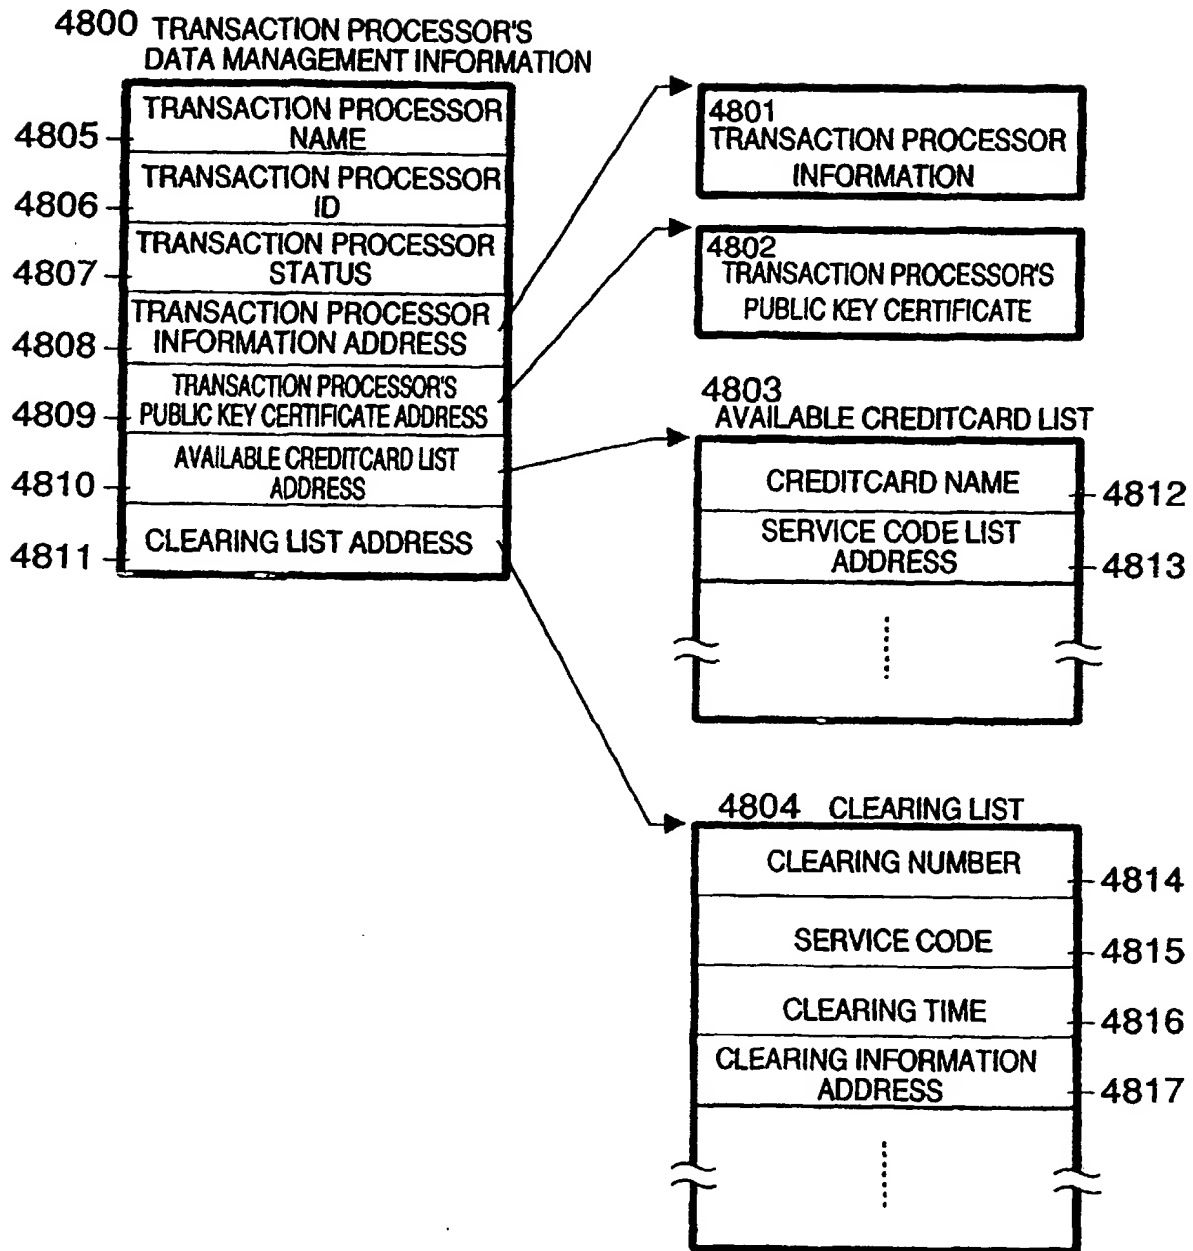 4800 TRANSACTION PROCESSOR'S
DATA MANAGEMENT INFORMATION
4805
TRANSACTION PROCESSOR
NAME
4806
TRANSACTION PROCESSOR
ID
4807
TRANSACTION PROCESSOR
STATUS
4808
TRANSACTION PROCESSOR
INFORMATION ADDRESS
4809
TRANSACTION PROCESSOR'S
PUBLIC KEY CERTIFICATE ADDRESS
4810
AVAILABLE CREDITCARD LIST
ADDRESS
4811
CLEARING LIST ADDRESS
4801
TRANSACTION PROCESSOR
INFORMATION
4802
TRANSACTION PROCESSOR'S
PUBLIC KEY CERTIFICATE
4803
AVAILABLE CREDITCARD LIST
CREDITCARD NAME
4812
SERVICE CODE LIST
ADDRESS
4813
4804 CLEARING LIST
CLEARING NUMBER
4814
SERVICE CODE
4815
CLEARING TIME
4816
CLEARING INFORMATION
ADDRESS
4817